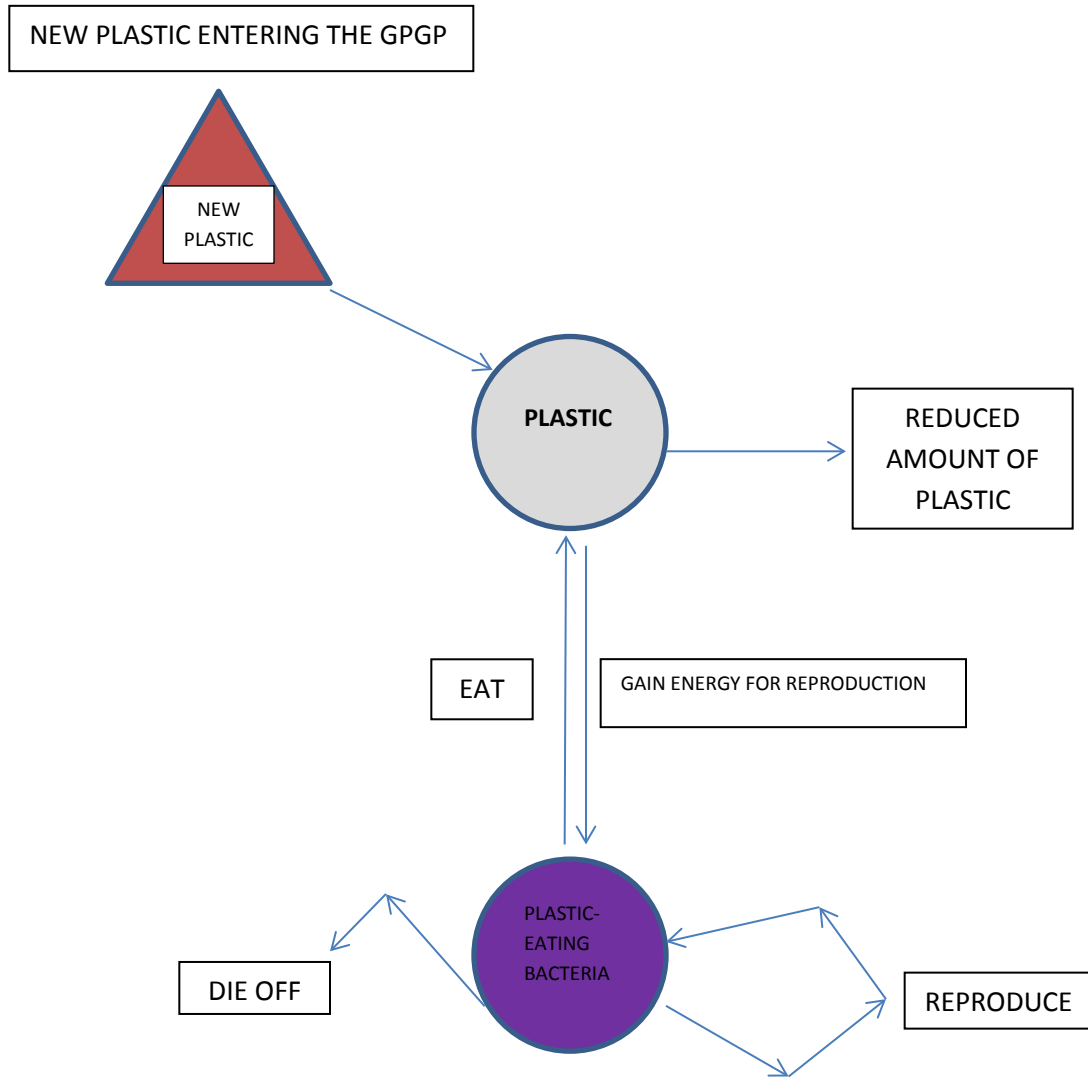 NEW PLASTIC ENTERING THE GPGP
NEW
PLASTIC
PLASTIC
REDUCED
AMOUNT OF
PLASTIC
EAT
GAIN ENERGY FOR REPRODUCTION
PLASTIC-
EATING
BACTERIA
DIE OFF
REPRODUCE